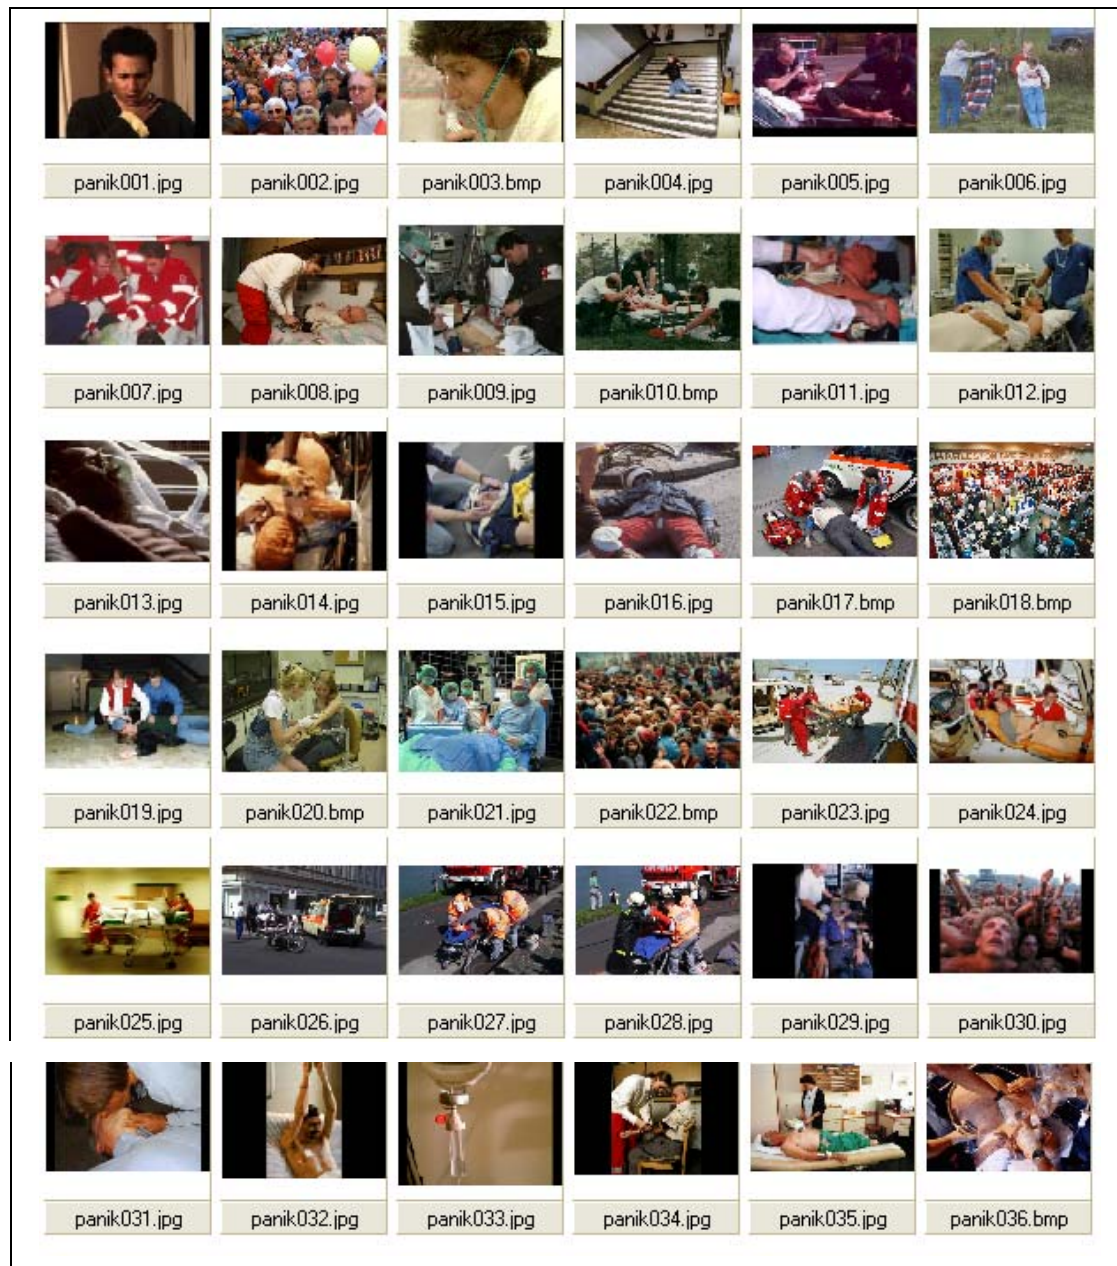 panik001.jpg panik002.jpg panik003.bmp panik004.jpg panik005.jpg panik006.jpg
panik007.jpg panik008.jpg panik009.jpg panik010.bmp panik011.jpg panik012.jpg
panik013.jpg panik014.jpg panik015.jpg panik016.jpg panik017.bmp panik018.bmp
panik019.jpg panik020.bmp panik021.jpg panik022.bmp panik023.jpg panik024.jpg
panik025.jpg panik026.jpg panik027.jpg panik028.jpg panik029.jpg panik030.jpg
panik031.jpg panik032.jpg panik033.jpg panik034.jpg panik035.jpg panik036.bmp